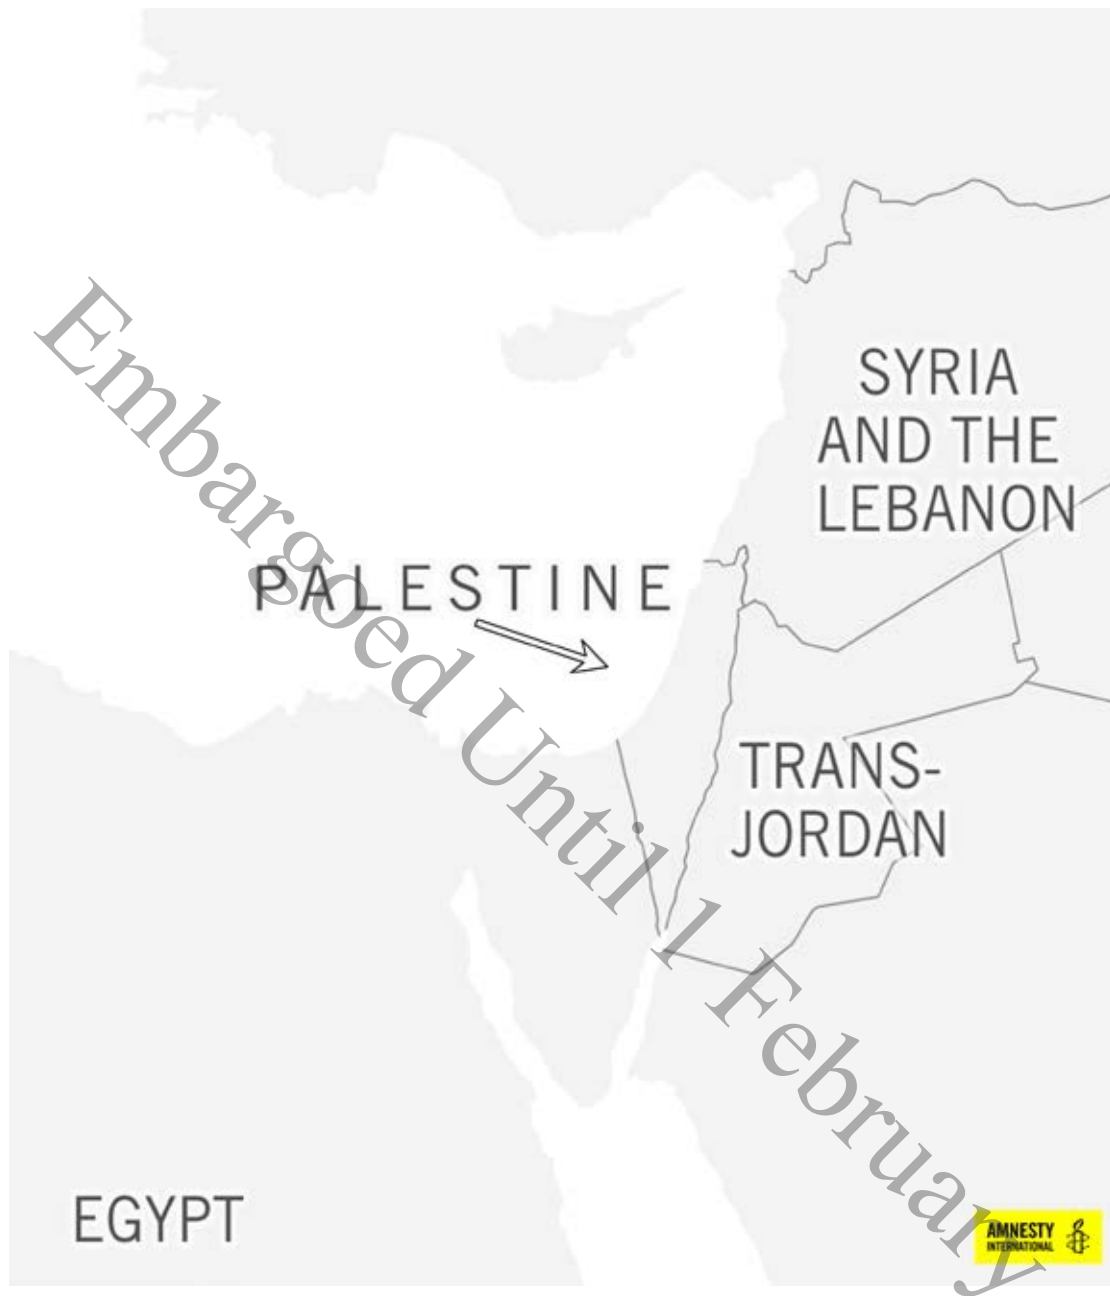 SYRIA
AND THE
LEBANON
PALESTINE
TRANS-
JORDAN
EGYPT
AMNESTY
INTERNATIONAL
Embargoed Until 1 February